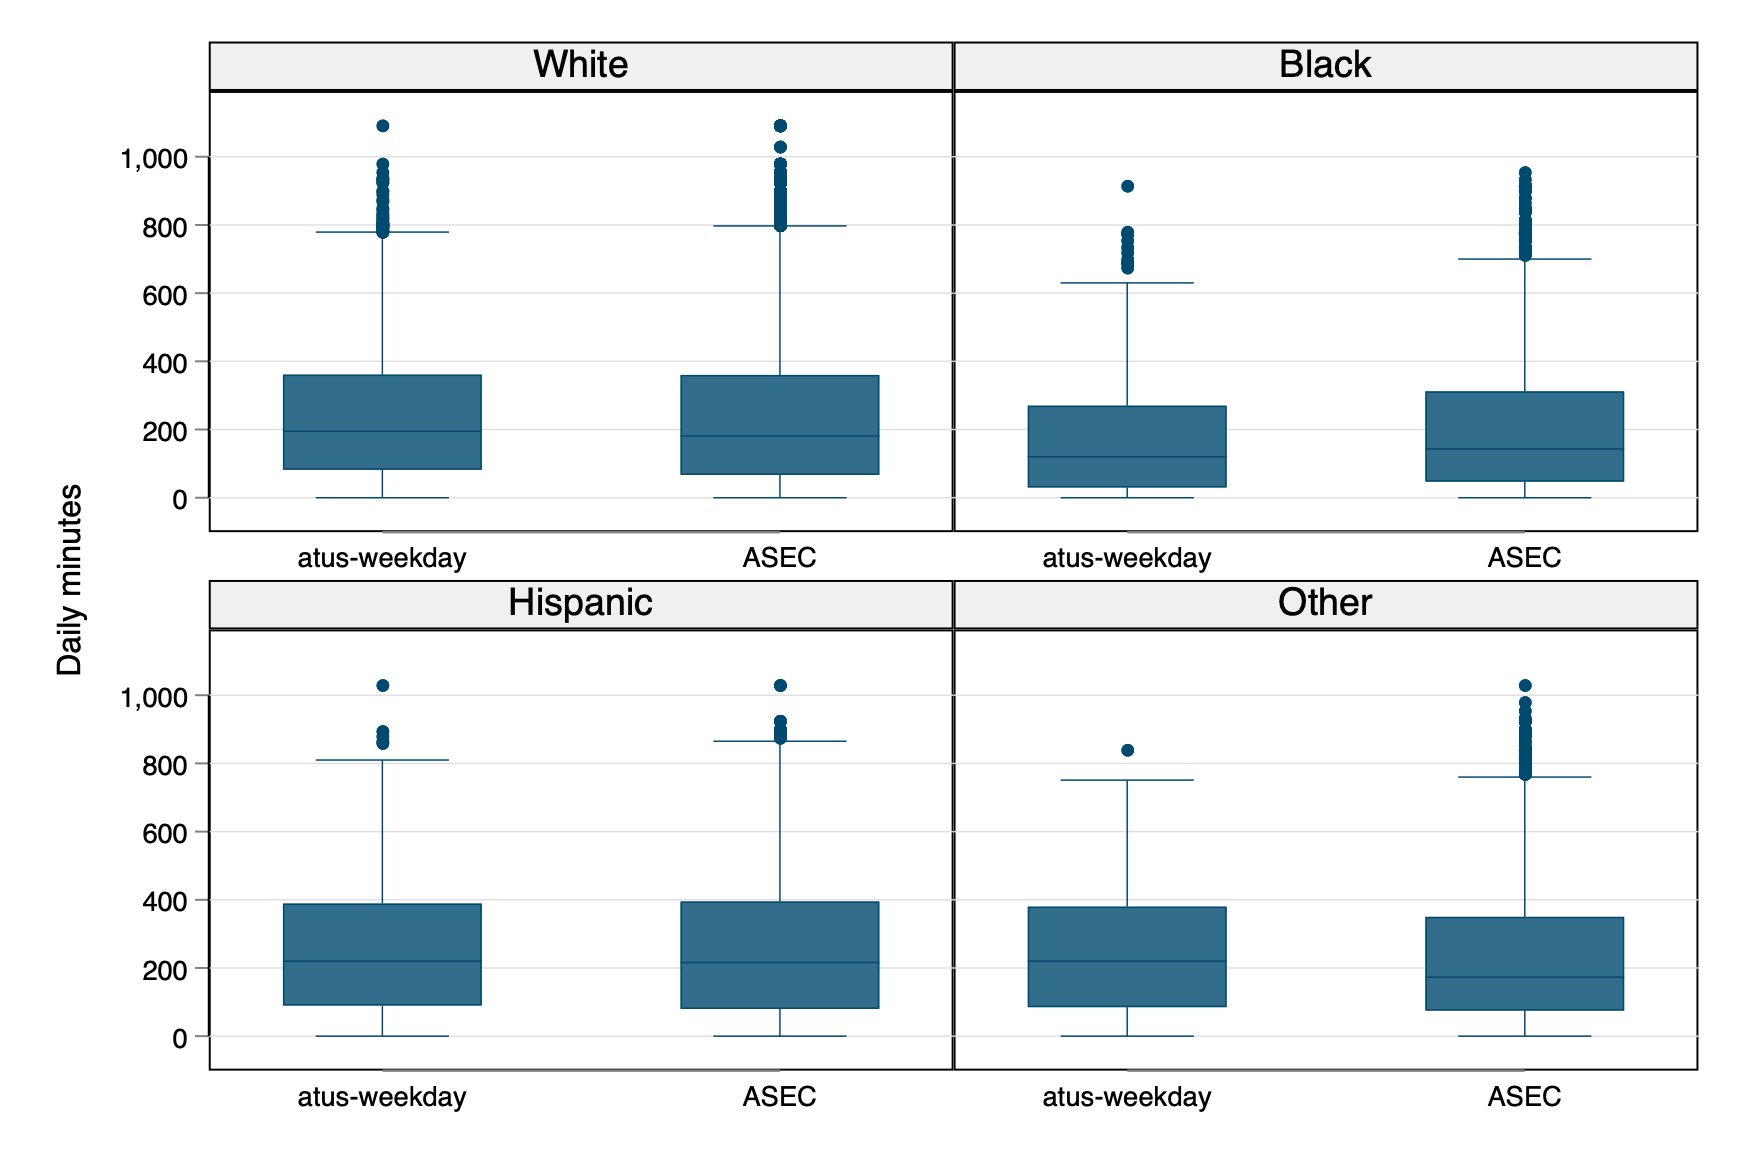 White
Black
1,000
800
600
400
200
0
atus-weekday
ASEC
atus-weekday
ASEC
Daily minutes
Hispanic
Other
1,000
800
600
400
200
0
atus-weekday
ASEC
atus-weekday
ASEC